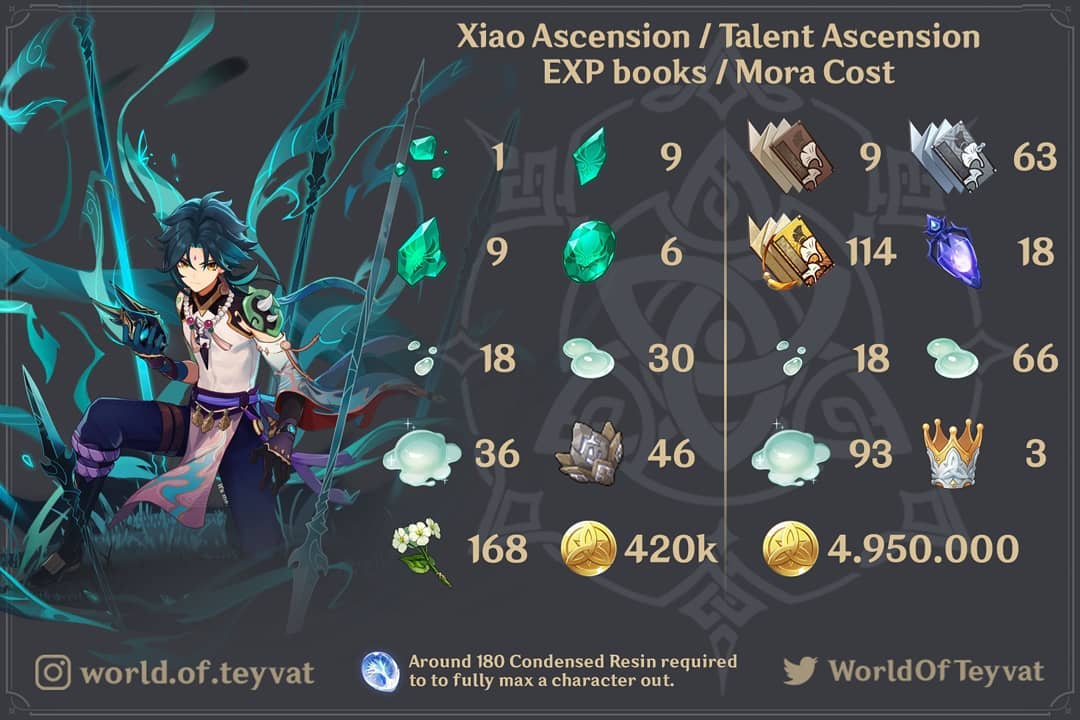 Xiao Ascension / Talent Ascension
EXP books / Mora Cost
1 9 9 63
9 6 114 18
18 30 18 66
36 46 93 3
168 420k 4.950.000
world.of.teyvat
Around 180 Condensed Resin required
to to fully max a character out.
WorldOfTeyvat